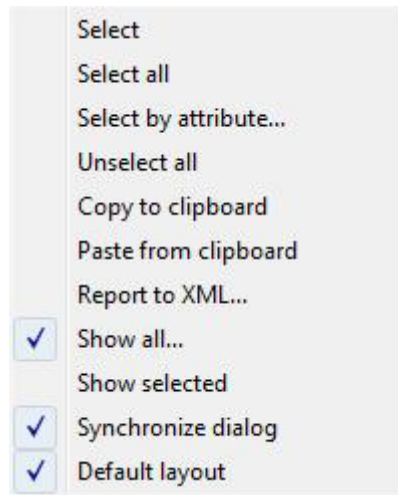 Select
Select all
Select by attribute...
Unselect all
Copy to clipboard
Paste from clipboard
Report to XML...
Show all...
Show selected
Synchronize dialog
Default layout